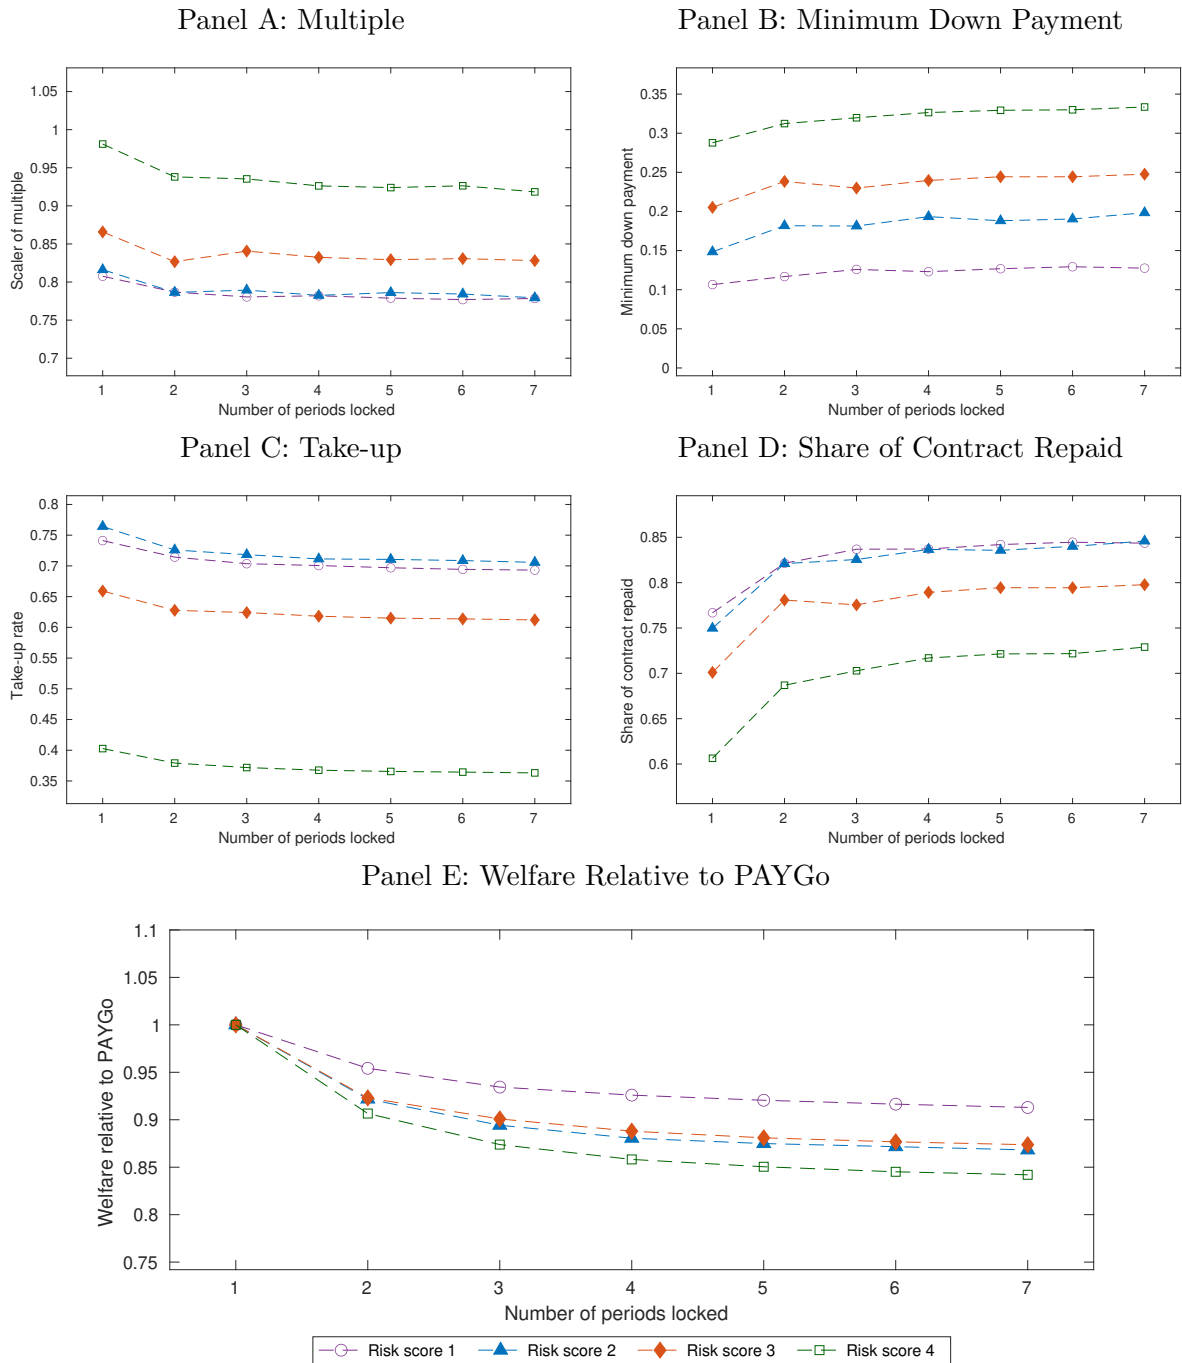 Panel A: Multiple
1.05
1
0.95
0.9
0.85
0.8
0.75
0.7
Scaler of multiple
1 2 3 4 5 6 7
Number of periods locked
Panel B: Minimum Down Payment
0.35
0.3
0.25
0.2
0.15
0.1
0.05
0
Minimum down payment
1 2 3 4 5 6 7
Number of periods locked
Panel C: Take-up
0.8
0.75
0.7
0.65
0.6
0.55
0.5
0.45
0.4
0.35
Take-up rate
1 2 3 4 5 6 7
Number of periods locked
Panel D: Share of Contract Repaid
0.85
0.8
0.75
0.7
0.65
0.6
Share of contract repaid
1 2 3 4 5 6 7
Number of periods locked
Panel E: Welfare Relative to PAYGo
1.1
1.05
1
0.95
0.9
0.85
0.8
0.75
Welfare relative to PAYGo
1 2 3 4 5 6 7
Number of periods locked
Risk score 1 Risk score 2 Risk score 3 Risk score 4